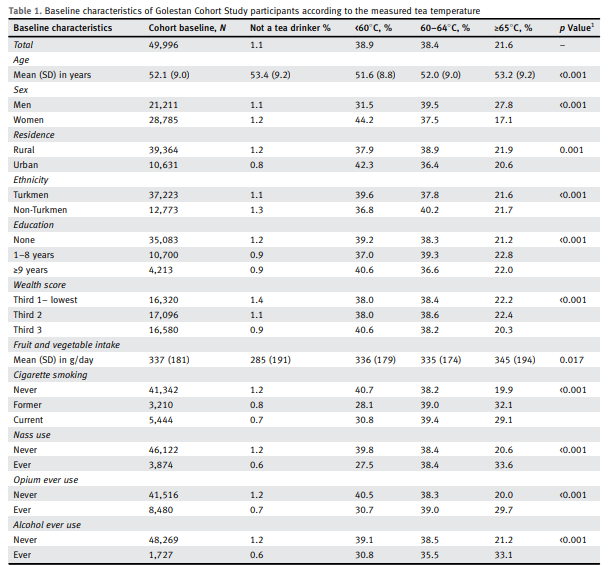 Table 1. Baseline characteristics of Golestan Cohort Study participants according to the measured tea temperature
Baseline characteristics Cohort baseline, N Not a tea drinker % <60°C, % 60–64°C, % ≥65°C, % p Value¹
Total 49,996 1.1 38.9 38.4 21.6 –
Age
Mean (SD) in years 52.1 (9.0) 53.4 (9.2) 51.6 (8.8) 52.0 (9.0) 53.2 (9.2) <0.001
Sex
Men 21,211 1.1 31.5 39.5 27.8 <0.001
Women 28,785 1.2 44.2 37.5 17.1
Residence
Rural 39,364 1.2 37.9 38.9 21.9 0.001
Urban 10,631 0.8 42.3 36.4 20.6
Ethnicity
Turkmen 37,223 1.1 39.6 37.8 21.6 <0.001
Non-Turkmen 12,773 1.3 36.8 40.2 21.7
Education
None 35,083 1.2 39.2 38.3 21.2 <0.001
1–8 years 10,700 0.9 37.0 39.3 22.8
≥9 years 4,213 0.9 40.6 36.6 22.0
Wealth score
Third 1– lowest 16,320 1.4 38.0 38.4 22.2 <0.001
Third 2 17,096 1.1 38.0 38.6 22.4
Third 3 16,580 0.9 40.6 38.2 20.3
Fruit and vegetable intake
Mean (SD) in g/day 337 (181) 285 (191) 336 (179) 335 (174) 345 (194) 0.017
Cigarette smoking
Never 41,342 1.2 40.7 38.2 19.9 <0.001
Former 3,210 0.8 28.1 39.0 32.1
Current 5,444 0.7 30.8 39.4 29.1
Nass use
Never 46,122 1.2 39.8 38.4 20.6 <0.001
Ever 3,874 0.6 27.5 38.4 33.6
Opium ever use
Never 41,516 1.2 40.5 38.3 20.0 <0.001
Ever 8,480 0.7 30.7 39.0 29.7
Alcohol ever use
Never 48,269 1.2 39.1 38.5 21.2 <0.001
Ever 1,727 0.6 30.8 35.5 33.1